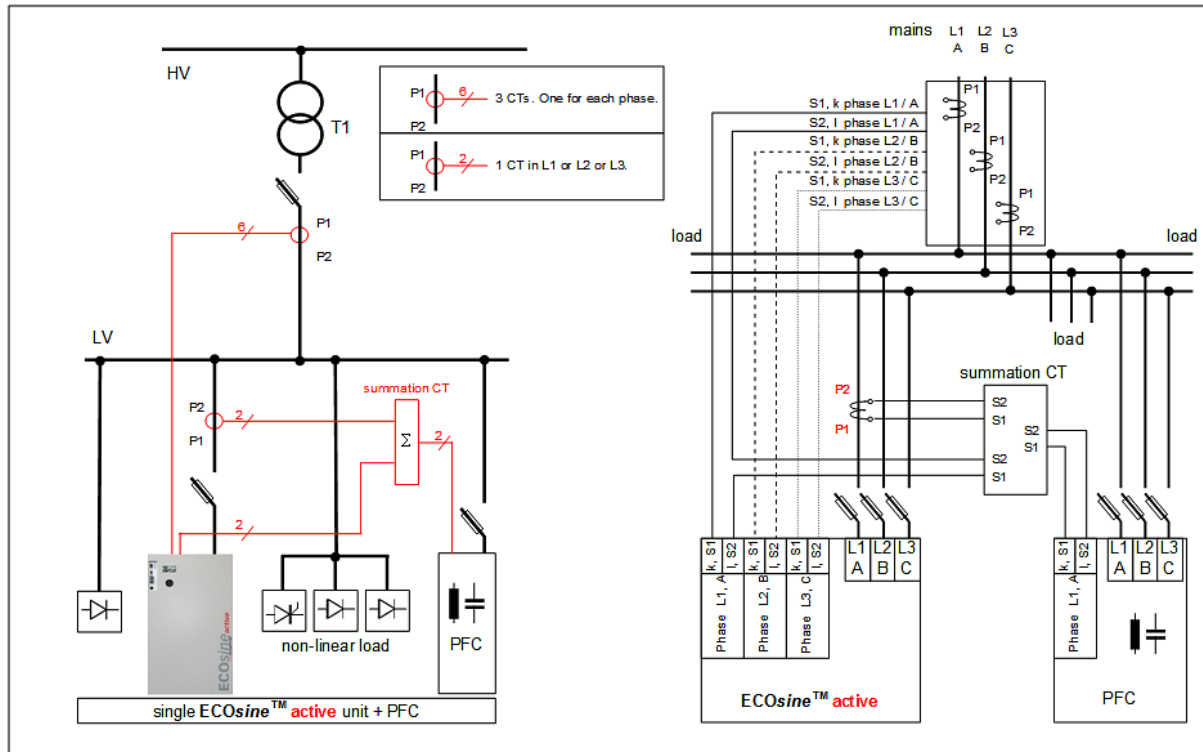 HV
T1
P1
P2
6
3 CTs. One for each phase.
P1
P2
2
1 CT in L1 or L2 or L3.
6
P1
P2
LV
P2
P1
2
summation CT
Σ
2
2
ECOsine active
non-linear load
PFC
single ECOsine™ active unit + PFC
mains
L1
A
L2
B
L3
C
S1, k phase L1 / A
S2, l phase L1 / A
S1, k phase L2 / B
S2, l phase L2 / B
S1, k phase L3 / C
S2, l phase L3 / C
P1
P2
P1
P2
P1
P2
load
load
load
summation CT
P2
P1
S2
S1
S2
S1
S2
S1
k, S1
l, S2
k, S1
l, S2
k, S1
l, S2
Phase L1, A
Phase L2, B
Phase L3, C
L1
A
L2
B
L3
C
ECOsine™ active
k, S1
l, S2
Phase L1, A
L1
A
L2
B
L3
C
PFC